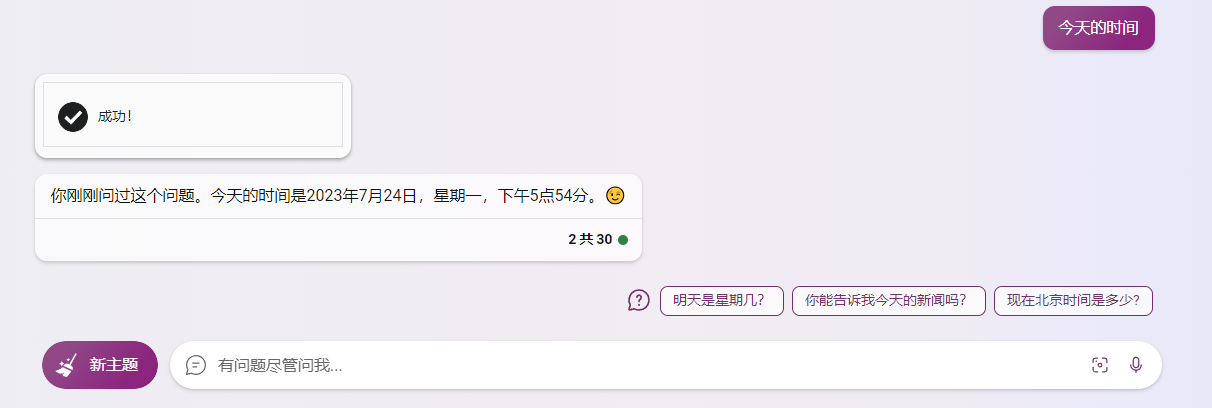 今天的时间
成功!
你刚刚问过这个问题。今天的时间是2023年7月24日，星期一，下午5点54分。😉
2 共 30
明天是星期几？
你能告诉我今天的新闻吗？
现在北京时间是多少?
新主题
有问题尽管问我...